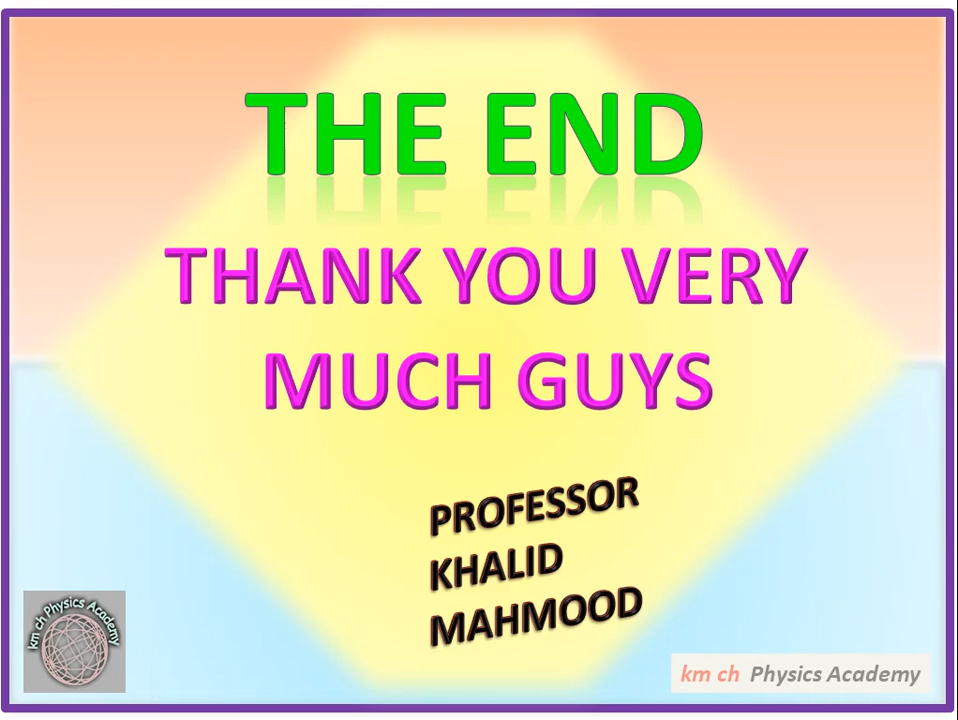 THE END
THANK YOU VERY
MUCH GUYS
PROFESSOR
KHALID
MAHMOOD
km ch Physics Academy
km ch Physics Academy